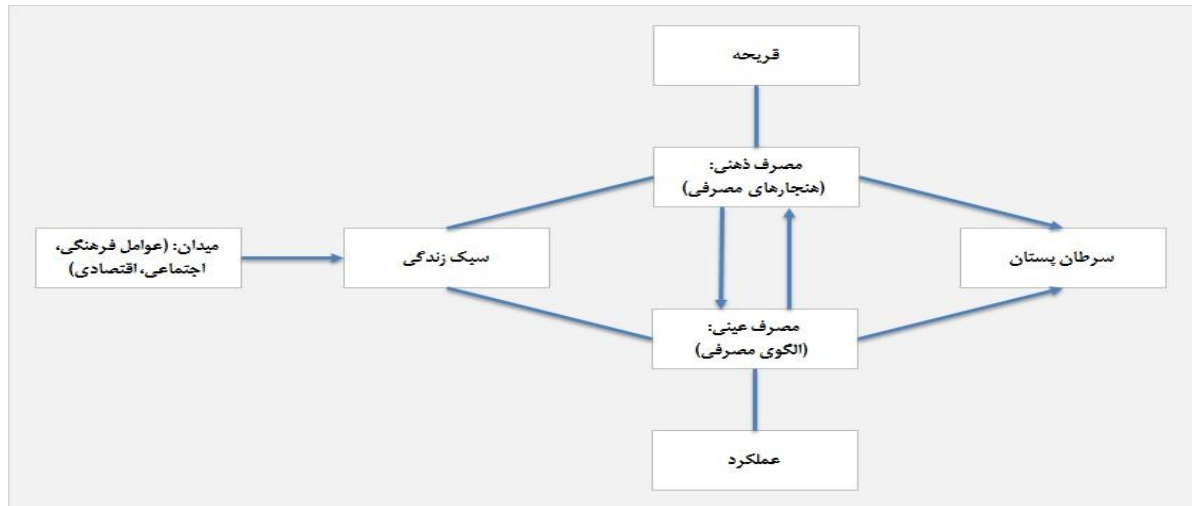 قریحه
مصرف ذهنی:
(هنجارهای مصرفی)
میدان: (عوامل فرهنگی،
اجتماعی، اقتصادی)
سبک زندگی
سرطان پستان
مصرف عینی:
(الگوی مصرفی)
عملکرد